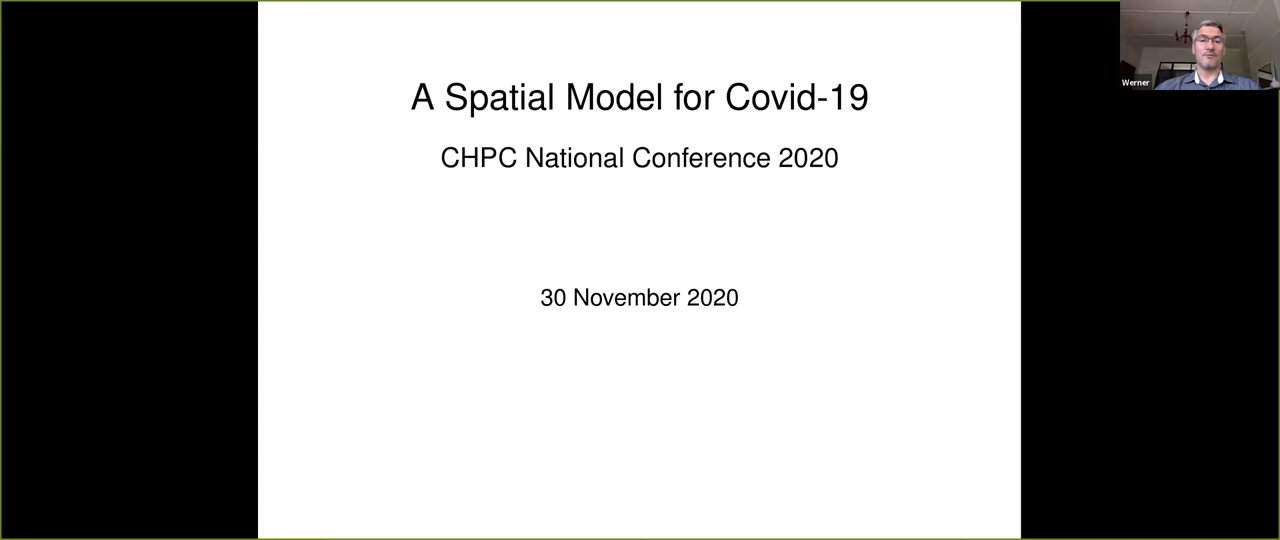 A Spatial Model for Covid-19
CHPC National Conference 2020
30 November 2020
Werner